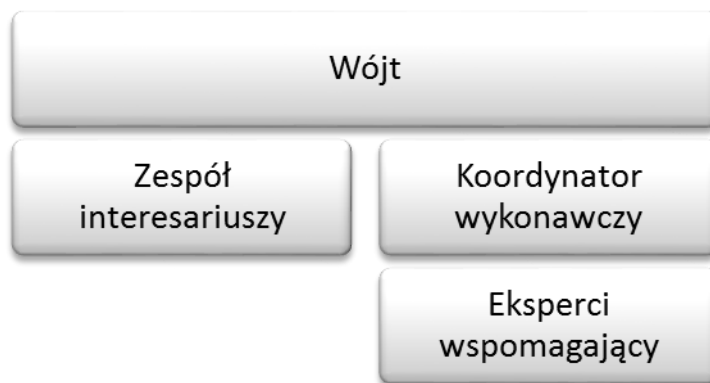 Wójt
Zespół
interesariuszy
Koordynator
wykonawczy
Eksperci
wspomagający